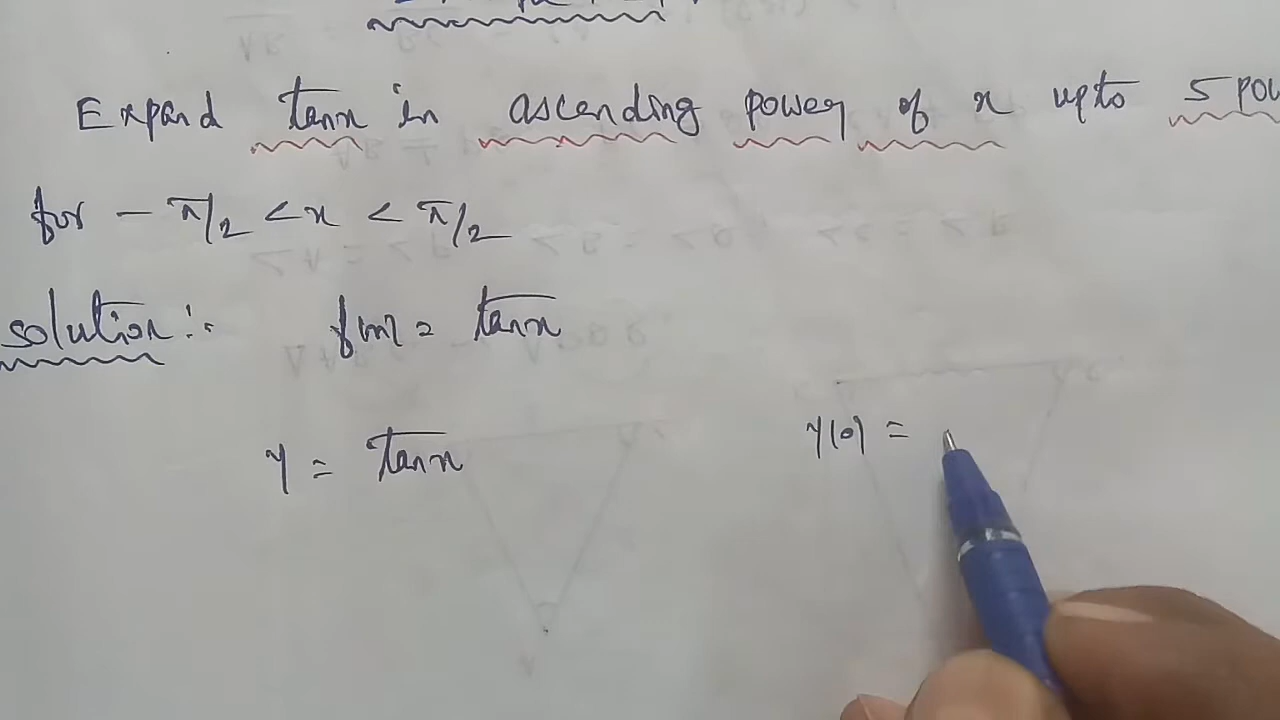 Expand tanx in ascending power of x upto 5 pow
for - π/2 < x < π/2
solution:- f(x) = tanx
y = tanx y(0) =